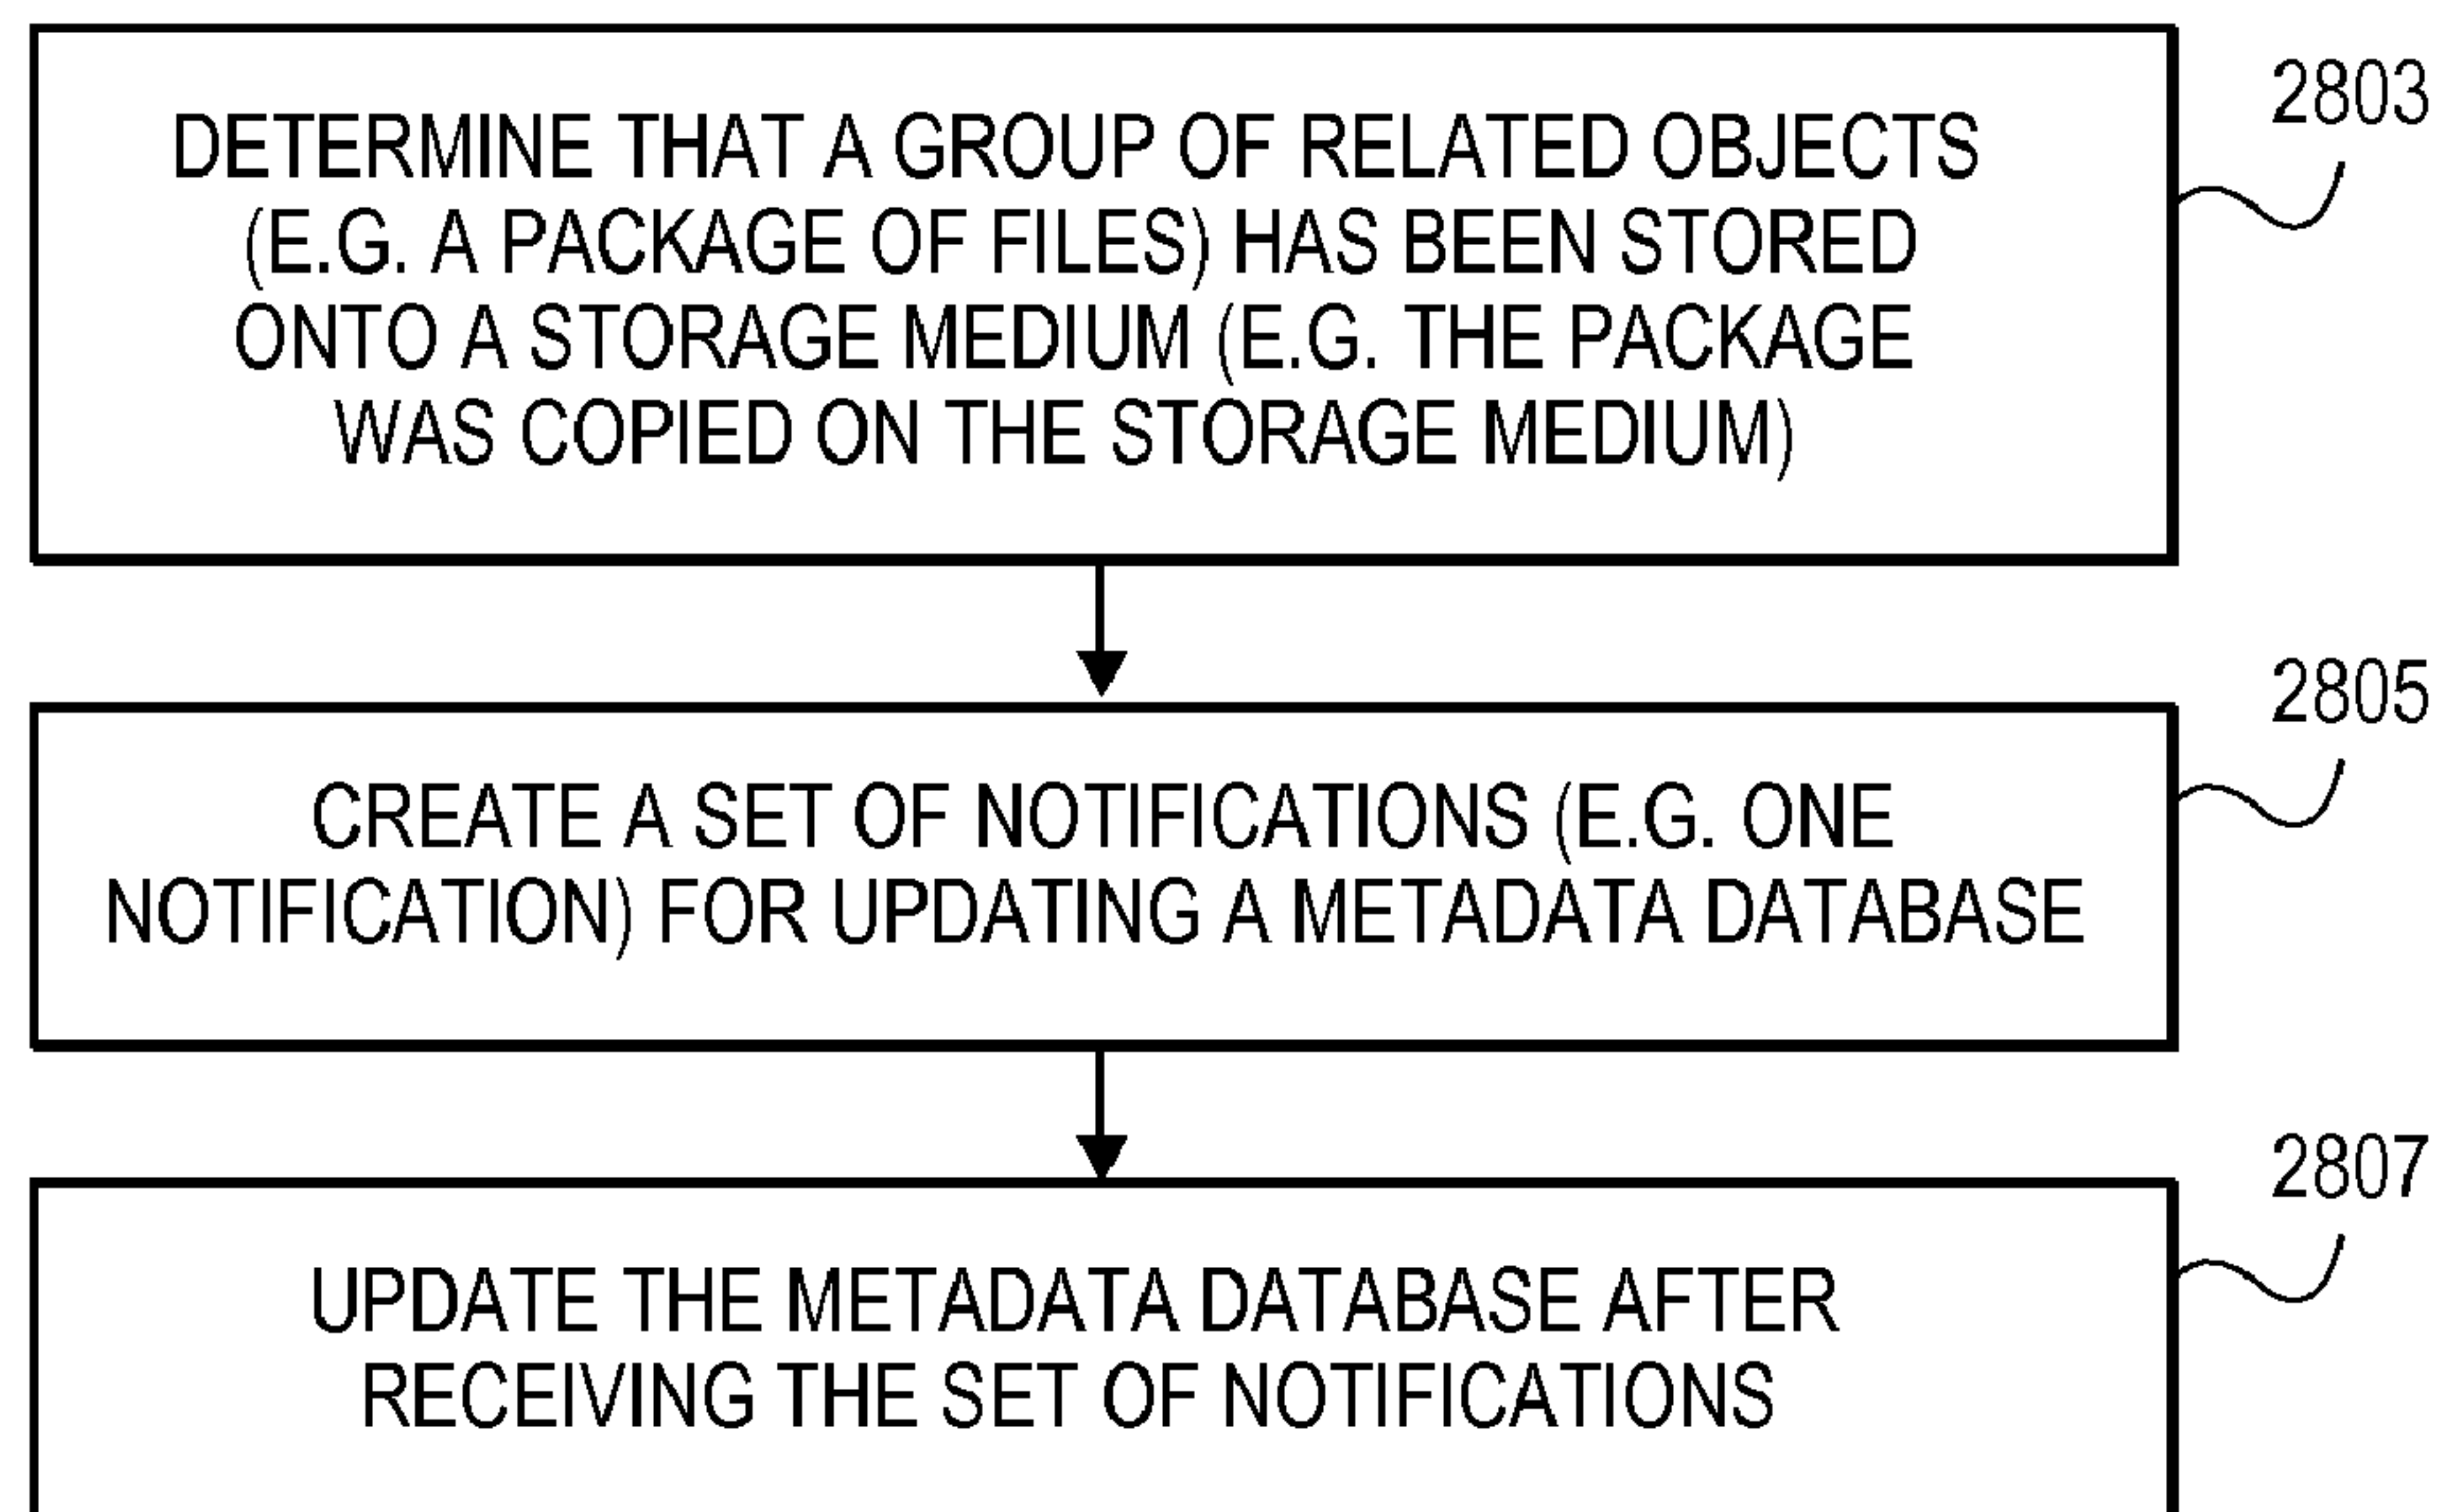 2803
DETERMINE THAT A GROUP OF RELATED OBJECTS
(E.G. A PACKAGE OF FILES) HAS BEEN STORED
ONTO A STORAGE MEDIUM (E.G. THE PACKAGE
WAS COPIED ON THE STORAGE MEDIUM)
2805
CREATE A SET OF NOTIFICATIONS (E.G. ONE
NOTIFICATION) FOR UPDATING A METADATA DATABASE
2807
UPDATE THE METADATA DATABASE AFTER
RECEIVING THE SET OF NOTIFICATIONS